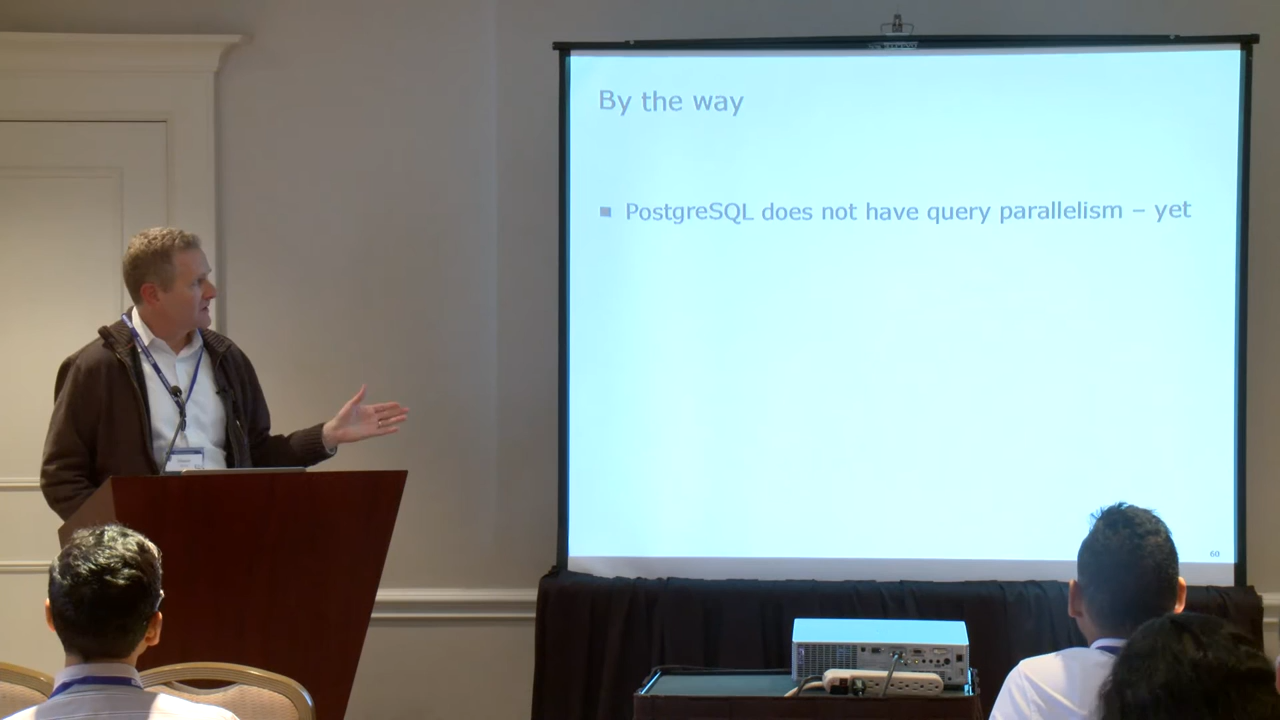 By the way
▪ PostgreSQL does not have query parallelism – yet
60